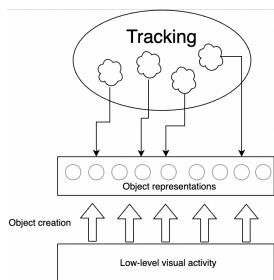 Tracking
Object representations
Object creation
Low-level visual activity